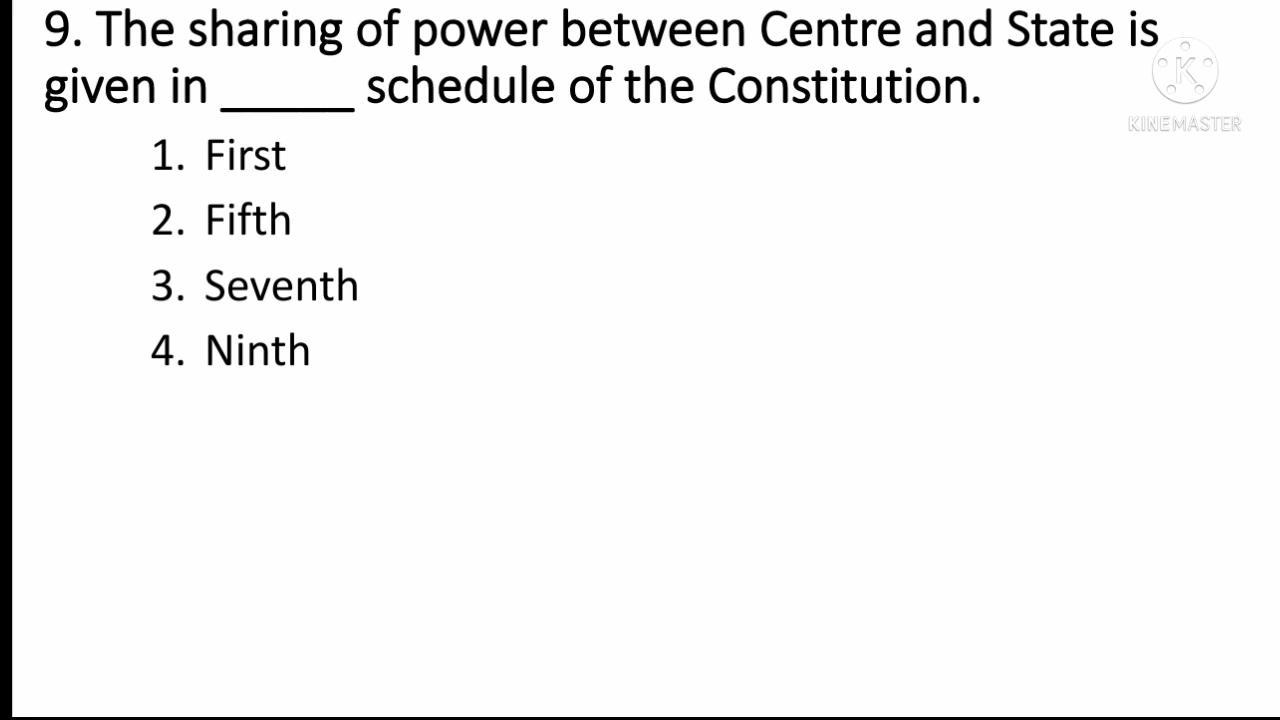 9. The sharing of power between Centre and State is
given in ______ schedule of the Constitution.
K
KINEMASTER
1. First
2. Fifth
3. Seventh
4. Ninth